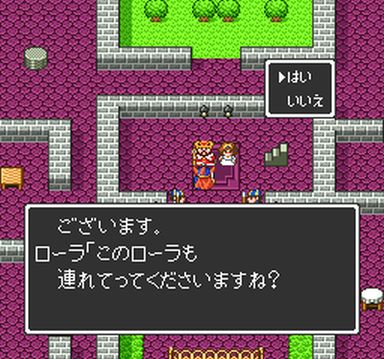 ▶はい
いいえ
ございます。
ローラ「このローラも
連れてってくださいますね?